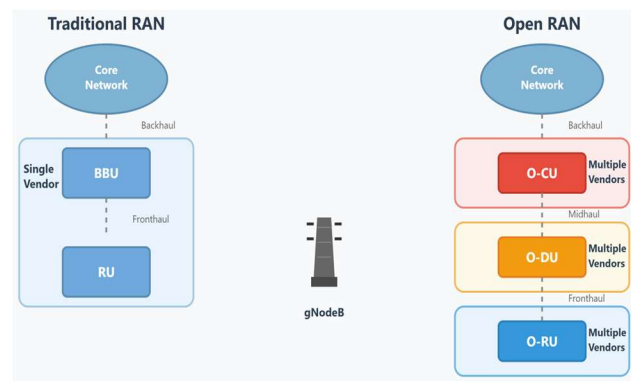 Traditional RAN
Core
Network
Backhaul
Single
Vendor
BBU
Fronthaul
RU
gNodeB
Open RAN
Core
Network
Backhaul
O-CU
Multiple
Vendors
Midhaul
O-DU
Multiple
Vendors
Fronthaul
O-RU
Multiple
Vendors